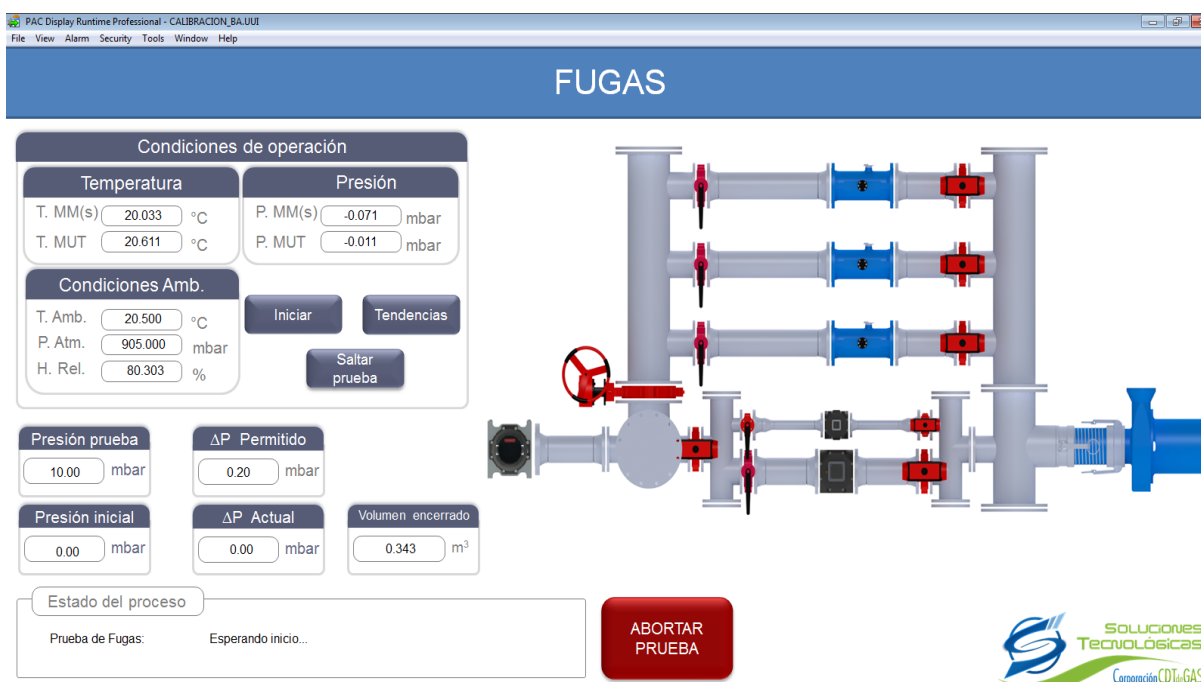 PAC Display Runtime Professional - CALIBRACION_BA.UUI
File View Alarm Security Tools Window Help
FUGAS
Condiciones de operación
Temperatura
T. MM(s) 20.033 °C
T. MUT 20.611 °C
Presión
P. MM(s) -0.071 mbar
P. MUT -0.011 mbar
Condiciones Amb.
T. Amb. 20.500 °C
P. Atm. 905.000 mbar
H. Rel. 80.303 %
Iniciar
Tendencias
Saltar
prueba
Presión prueba
10.00 mbar
ΔP Permitido
0.20 mbar
Presión inicial
0.00 mbar
ΔP Actual
0.00 mbar
Volumen encerrado
0.343 m³
Estado del proceso
Prueba de Fugas: Esperando inicio...
ABORTAR
PRUEBA
Soluciones
Tecnológicas
Corporación CDT de GAS